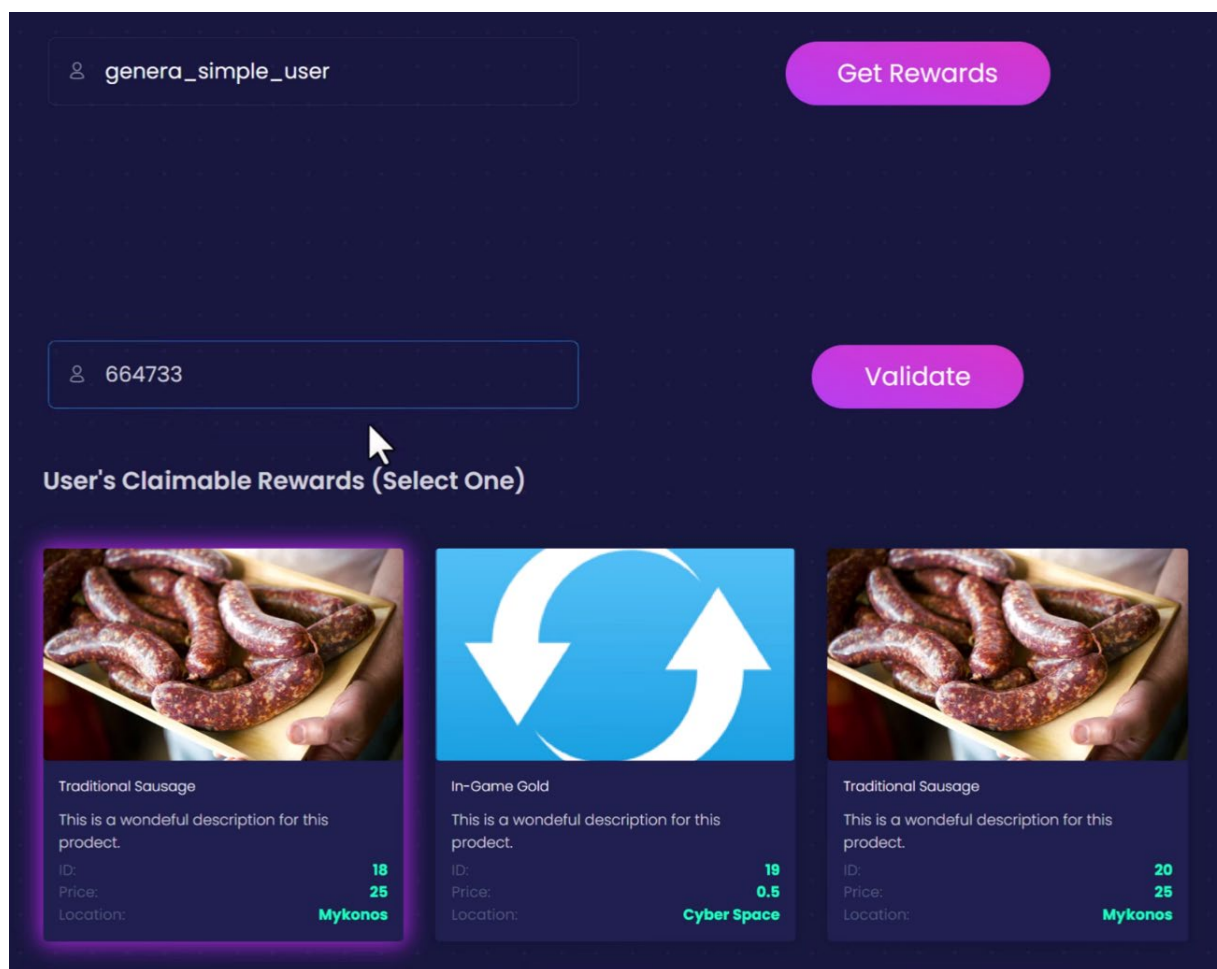 genera_simple_user
Get Rewards
664733
Validate
User's Claimable Rewards (Select One)
Traditional Sausage
This is a wondeful description for this
prodect.
ID: 18
Price: 25
Location: Mykonos
In-Game Gold
This is a wondeful description for this
prodect.
ID: 19
Price: 0.5
Location: Cyber Space
Traditional Sausage
This is a wondeful description for this
prodect.
ID: 20
Price: 25
Location: Mykonos